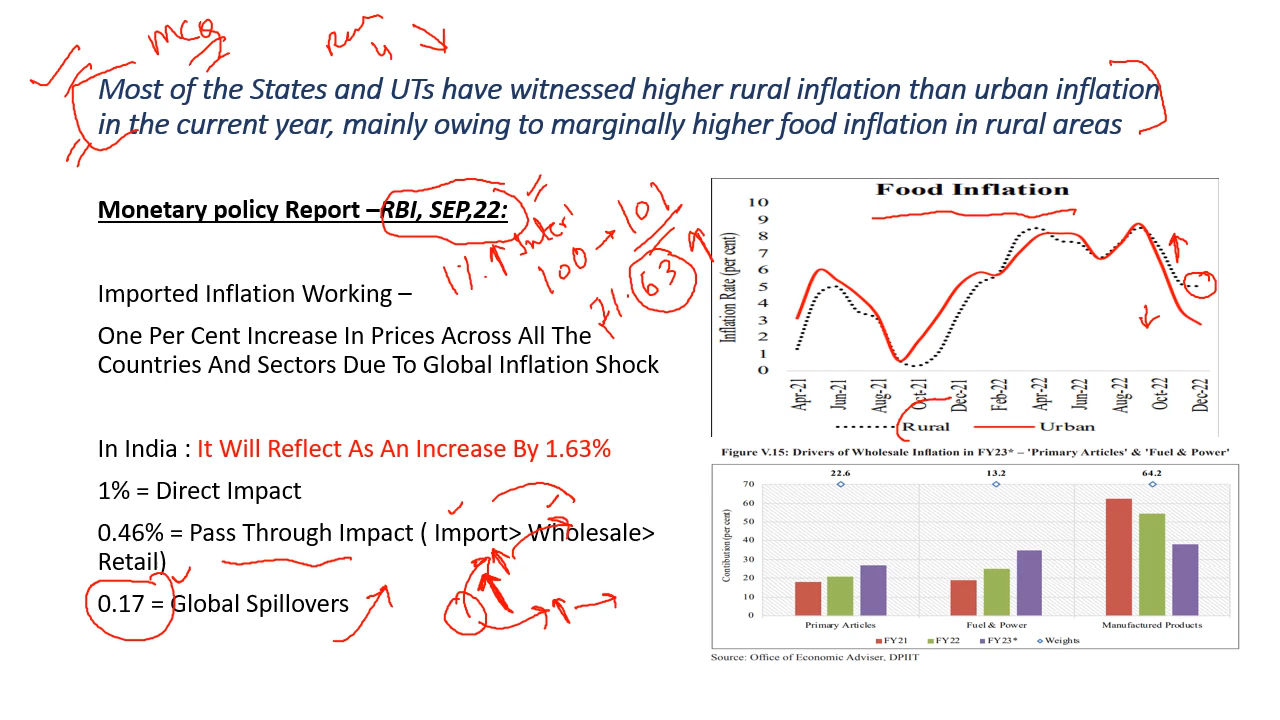 MCQ
Most of the States and UTs have witnessed higher rural inflation than urban inflation
in the current year, mainly owing to marginally higher food inflation in rural areas
Monetary policy Report –RBI, SEP,22:
1% Inter
100 → 101
71.63
Imported Inflation Working –
One Per Cent Increase In Prices Across All The
Countries And Sectors Due To Global Inflation Shock
In India : It Will Reflect As An Increase By 1.63%
1% = Direct Impact
0.46% = Pass Through Impact ( Import> Wholesale>
Retail)
0.17 = Global Spillovers
Food Inflation
Inflation Rate (per cent)
10
9
8
7
6
5
4
3
2
1
0
Apr-21 Jun-21 Aug-21 Oct-21 Dec-21 Feb-22 Apr-22 Jun-22 Aug-22 Oct-22 Dec-22
Rural Urban
Figure V.15: Drivers of Wholesale Inflation in FY23* – 'Primary Articles' & 'Fuel & Power'
22.6 13.2 64.2
Contribution (per cent)
70
60
50
40
30
20
10
0
Primary Articles Fuel & Power Manufactured Products
FY21 FY22 FY23* Weights
Source: Office of Economic Adviser, DPIIT